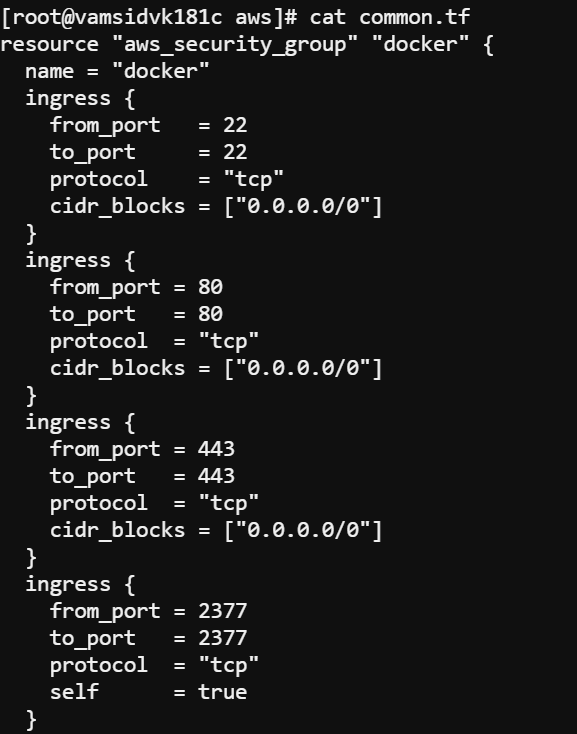 [root@vamsidvk181c aws]# cat common.tf
resource "aws_security_group" "docker" {
  name = "docker"
  ingress {
    from_port   = 22
    to_port     = 22
    protocol    = "tcp"
    cidr_blocks = ["0.0.0.0/0"]
  }
  ingress {
    from_port = 80
    to_port   = 80
    protocol  = "tcp"
    cidr_blocks = ["0.0.0.0/0"]
  }
  ingress {
    from_port = 443
    to_port   = 443
    protocol  = "tcp"
    cidr_blocks = ["0.0.0.0/0"]
  }
  ingress {
    from_port = 2377
    to_port   = 2377
    protocol  = "tcp"
    self      = true
  }